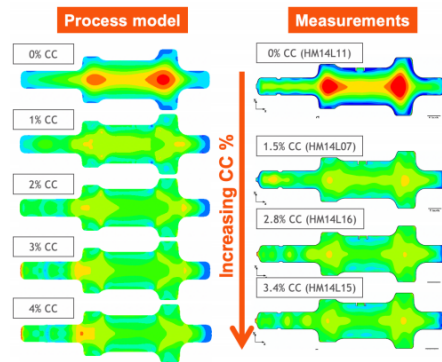 Process model
Measurements
0% CC
0% CC (HM14L11)
1% CC
1.5% CC (HM14L07)
2% CC
2.8% CC (HM14L16)
3% CC
3.4% CC (HM14L15)
4% CC
Increasing CC %